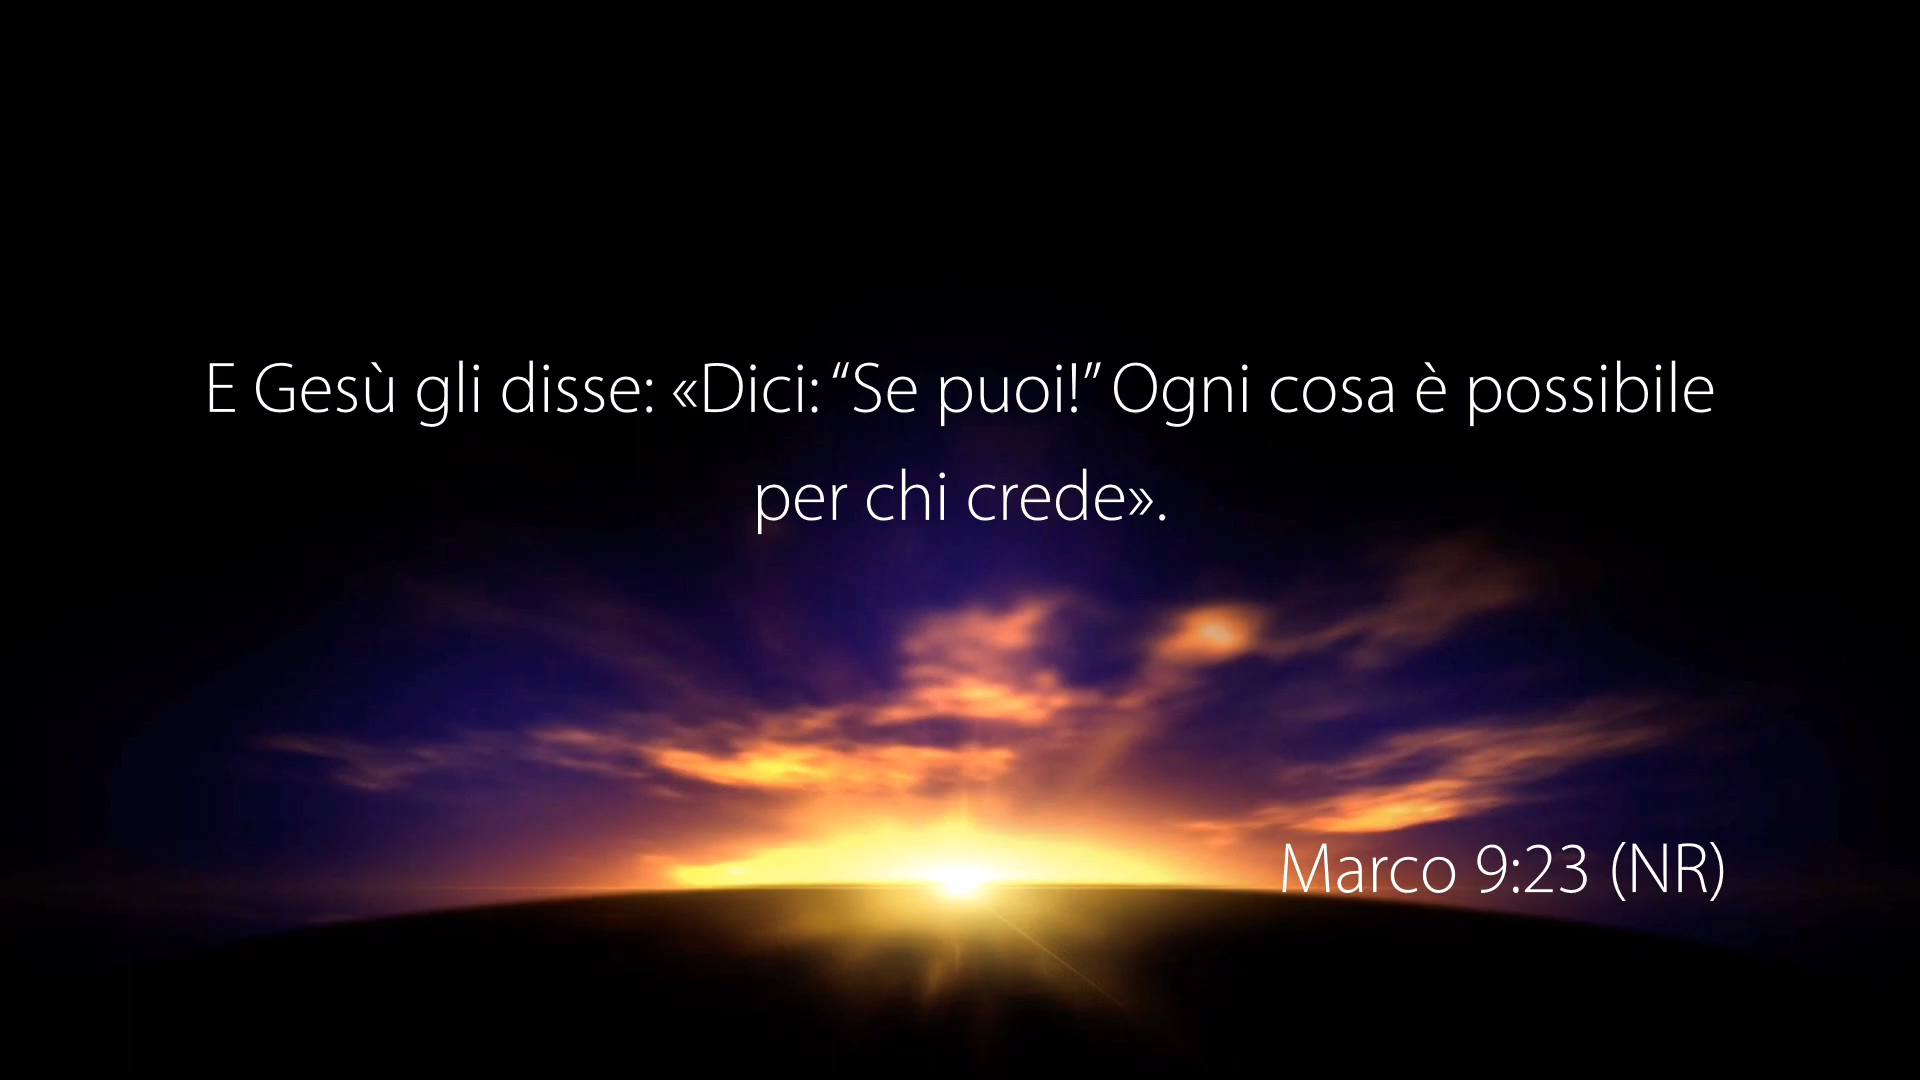 E Gesù gli disse: «Dici: “Se puoi!” Ogni cosa è possibile
per chi crede».
Marco 9:23 (NR)